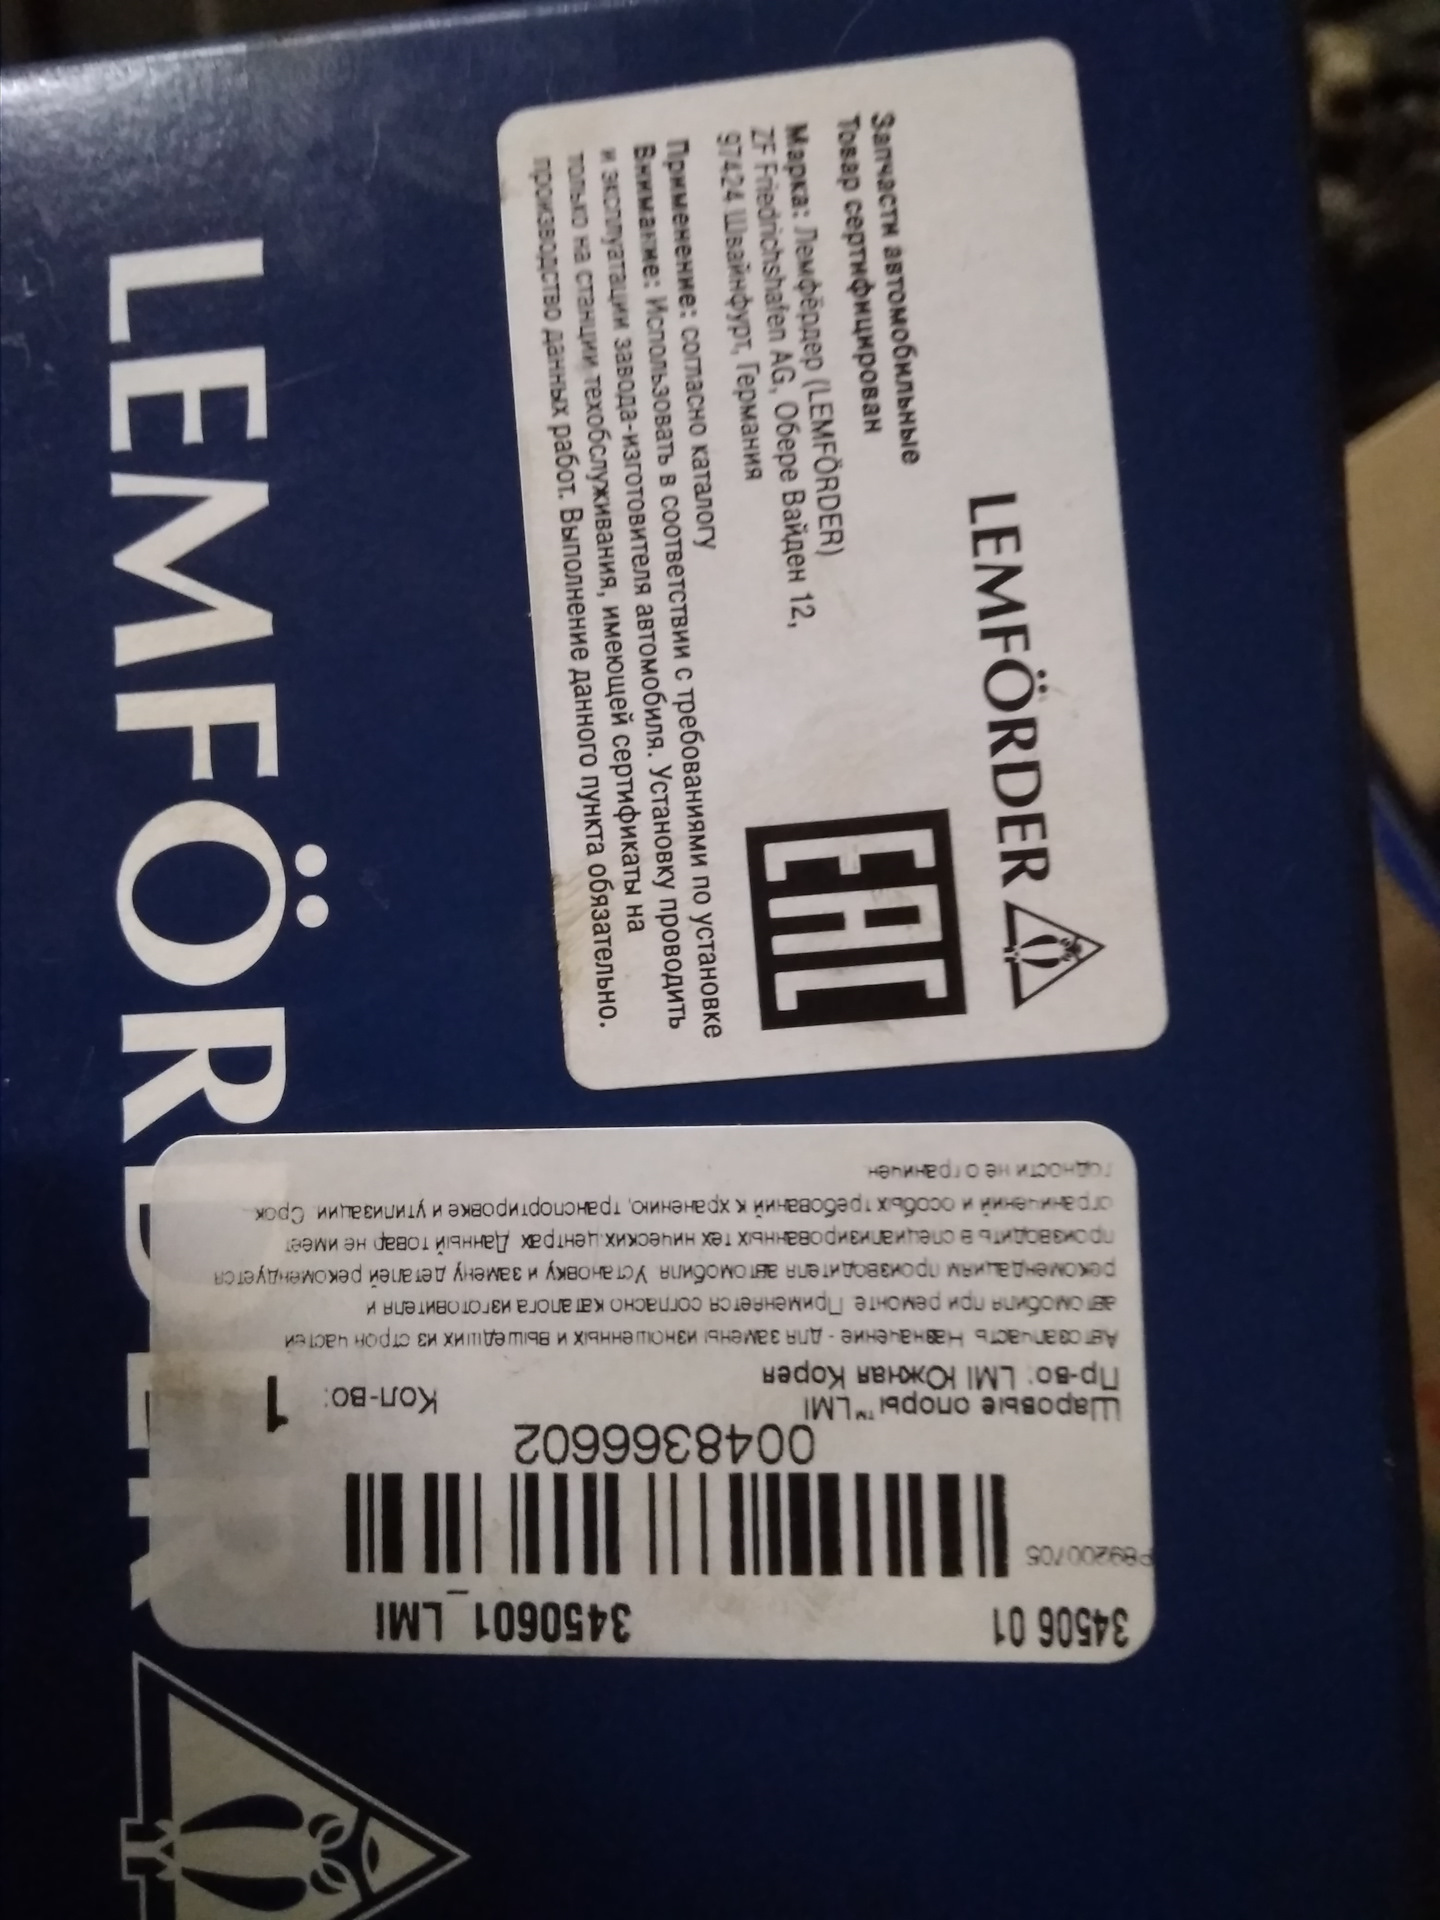 LEMFÖRDER
LEMFÖRDER
EAC
Запчасти автомобильные
Товар сертифицирован
Марка: Лемфёрдер (LEMFÖRDER)
ZF Friedrichshafen AG, Обере Вайден 12,
97424 Швайнфурт, Германия
Применение: согласно каталогу
Внимание: Использовать в соответствии с требованиями по установке
и эксплуатации завода-изготовителя автомобиля. Установку проводить
только на станции техобслуживания, имеющей сертификаты на
производство данных работ. Выполнение данного пункта обязательно.
34506 01
3450601_LMI
P89200705
0048366602
Шаровые опоры™LMI
Кол-во: 1
Пр-во: LMI Южная Корея
Автозапчасть Назначение - для замены изношенных и вышедших из строя частей
автомобиля при ремонте Применяется согласно каталога изготовителя и
рекомендациям производителя автомобиля Установку и замену деталей рекомендуется
производить в специализированных технических центрах Данный товар не имеет
ограничений и особых требований к хранению, транспортировке и утилизации. Срок
годности не ограничен